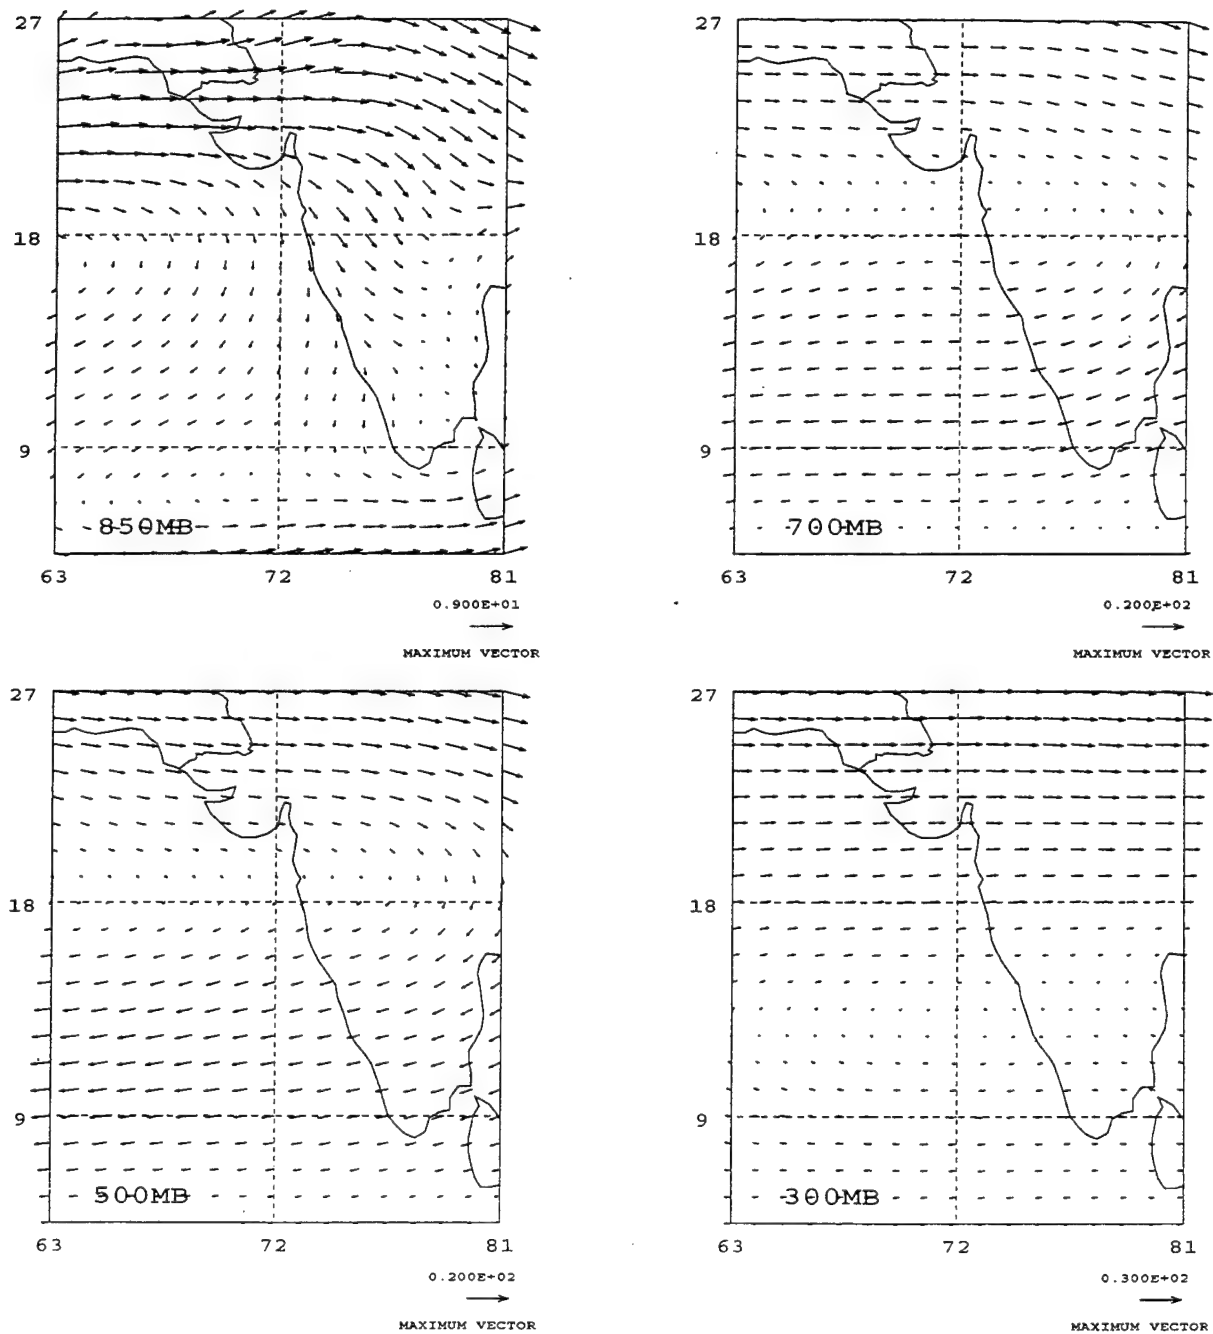 27
18
9
850MB
63 72 81
0.900E+01
MAXIMUM VECTOR
27
18
9
700MB
63 72 81
0.200E+02
MAXIMUM VECTOR
27
18
9
500MB
63 72 81
0.200E+02
MAXIMUM VECTOR
27
18
9
300MB
63 72 81
0.300E+02
MAXIMUM VECTOR